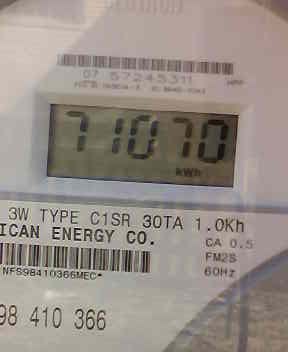 07 57245311
71070
kWh
3W TYPE C1SR 30TA 1.0Kh
ICAN ENERGY CO.
CA 0.5
FM2S
60Hz
NFS98410366MEC*
98 410 366